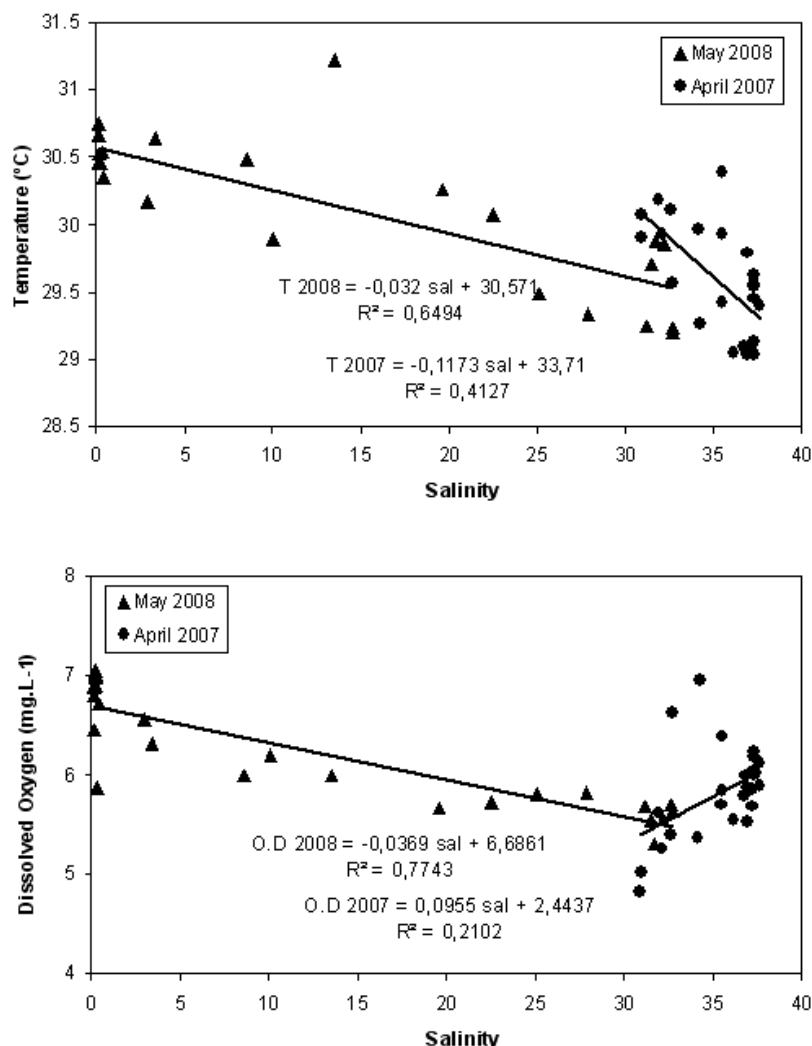 31.5
31
30.5
30
29.5
29
28.5
Temperature (°C)
May 2008
April 2007
T 2008 = -0,032 sal + 30,571
R² = 0,6494
T 2007 = -0,1173 sal + 33,71
R² = 0,4127
0 5 10 15 20 25 30 35 40
Salinity
8
7
6
5
4
Dissolved Oxygen (mg.L-1)
May 2008
April 2007
O.D 2008 = -0,0369 sal + 6,6861
R² = 0,7743
O.D 2007 = 0,0955 sal + 2,4437
R² = 0,2102
0 5 10 15 20 25 30 35 40
Salinity